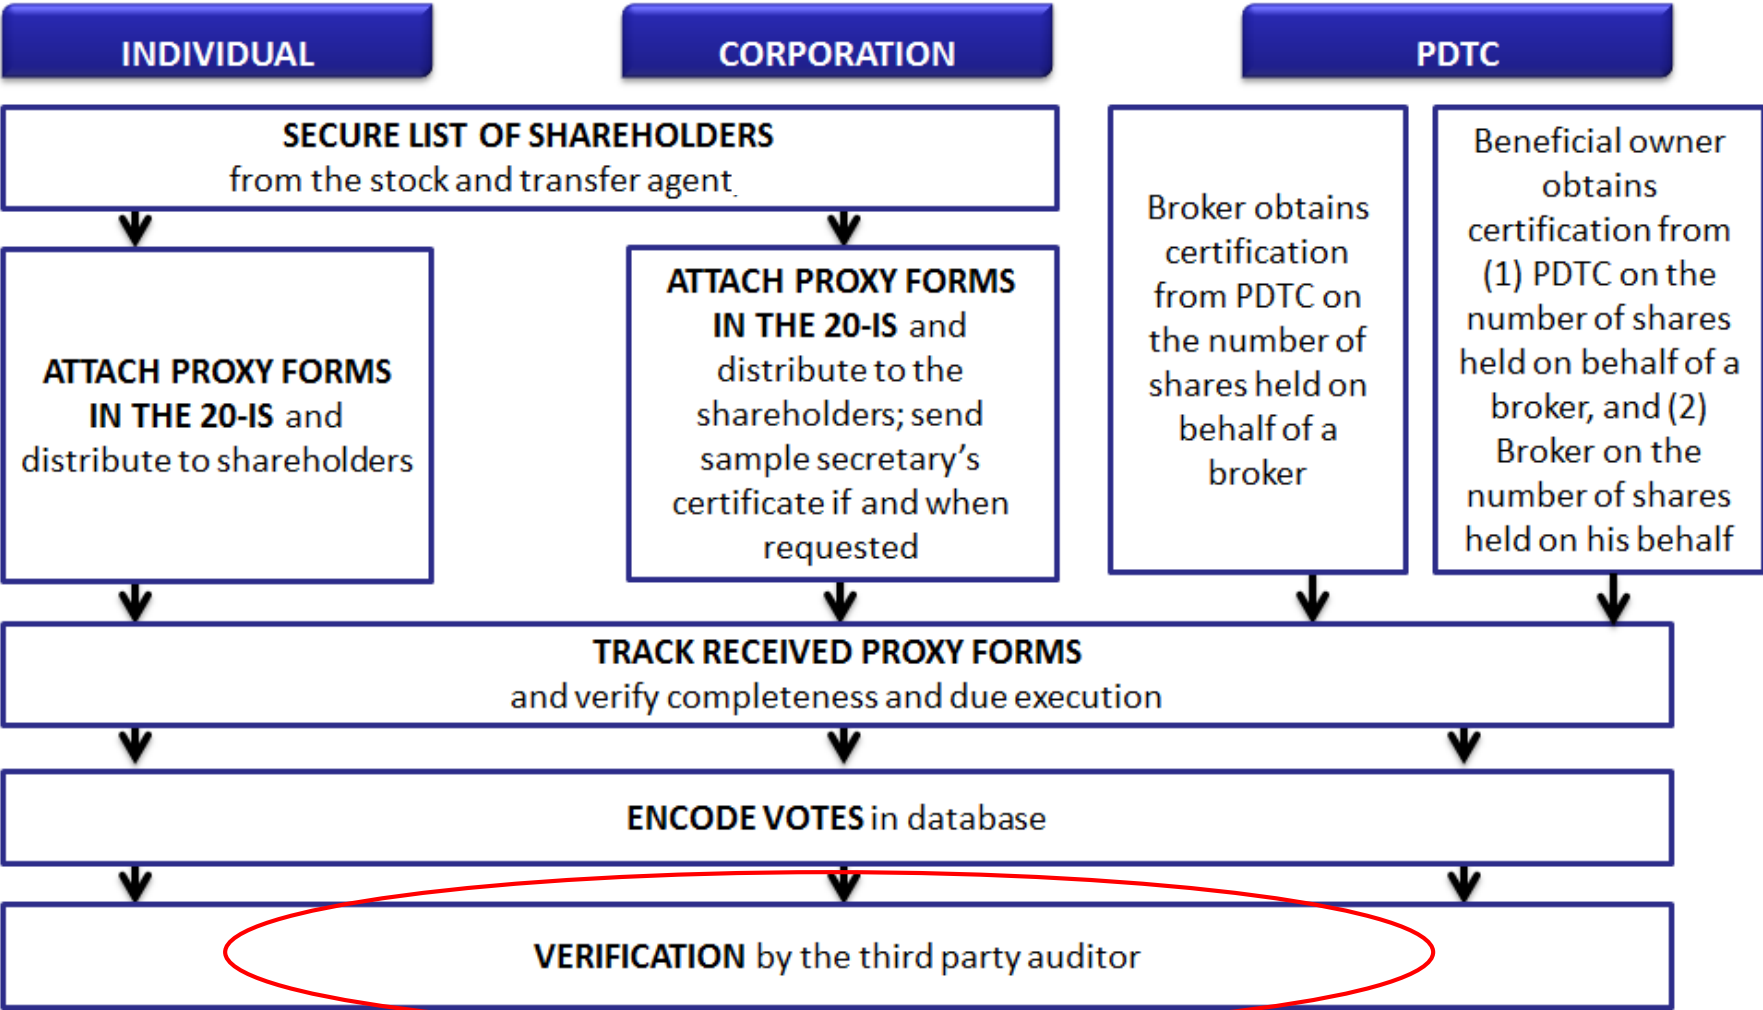 INDIVIDUAL
CORPORATION
PDTC
SECURE LIST OF SHAREHOLDERS
from the stock and transfer agent.
ATTACH PROXY FORMS
IN THE 20-IS and
distribute to shareholders
ATTACH PROXY FORMS
IN THE 20-IS and
distribute to the
shareholders; send
sample secretary's
certificate if and when
requested
Broker obtains
certification
from PDTC on
the number of
shares held on
behalf of a
broker
Beneficial owner
obtains
certification from
(1) PDTC on the
number of shares
held on behalf of a
broker, and (2)
Broker on the
number of shares
held on his behalf
TRACK RECEIVED PROXY FORMS
and verify completeness and due execution
ENCODE VOTES in database
VERIFICATION by the third party auditor